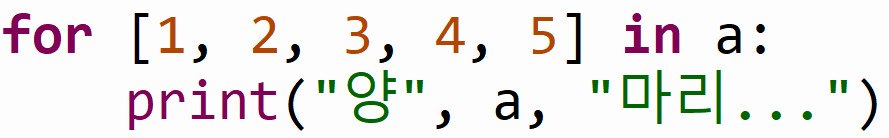 for [1, 2, 3, 4, 5] in a:
    print("양", a, "마리...")